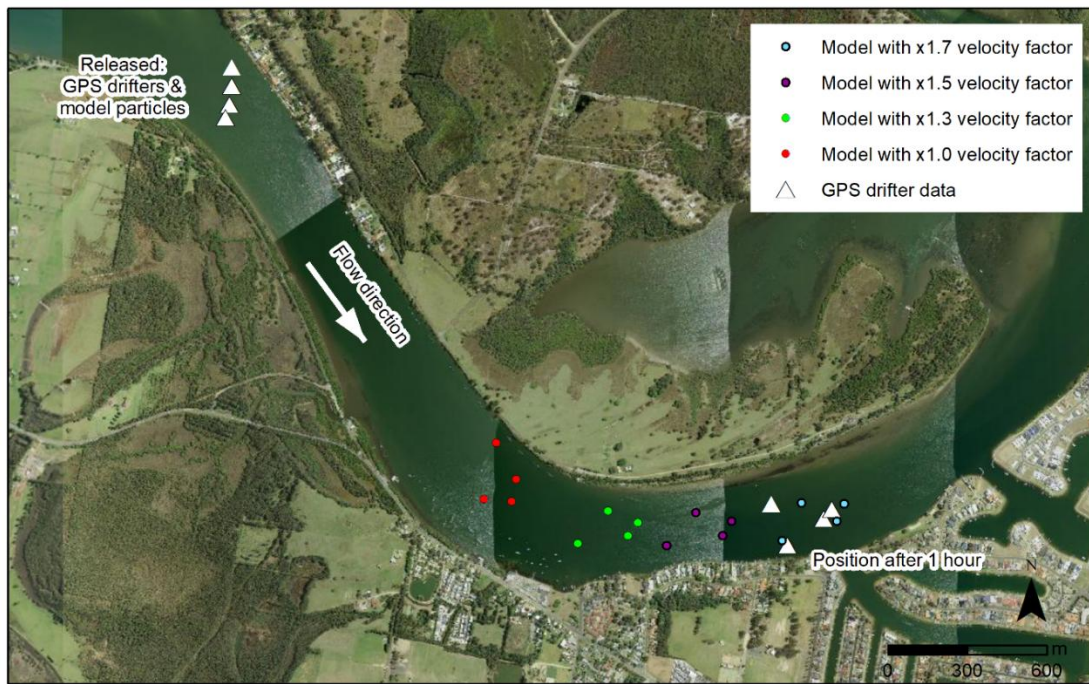 Released:
GPS drifters &
model particles
Flow direction
Model with x1.7 velocity factor
Model with x1.5 velocity factor
Model with x1.3 velocity factor
Model with x1.0 velocity factor
GPS drifter data
Position after 1 hour
N
m
0 300 600